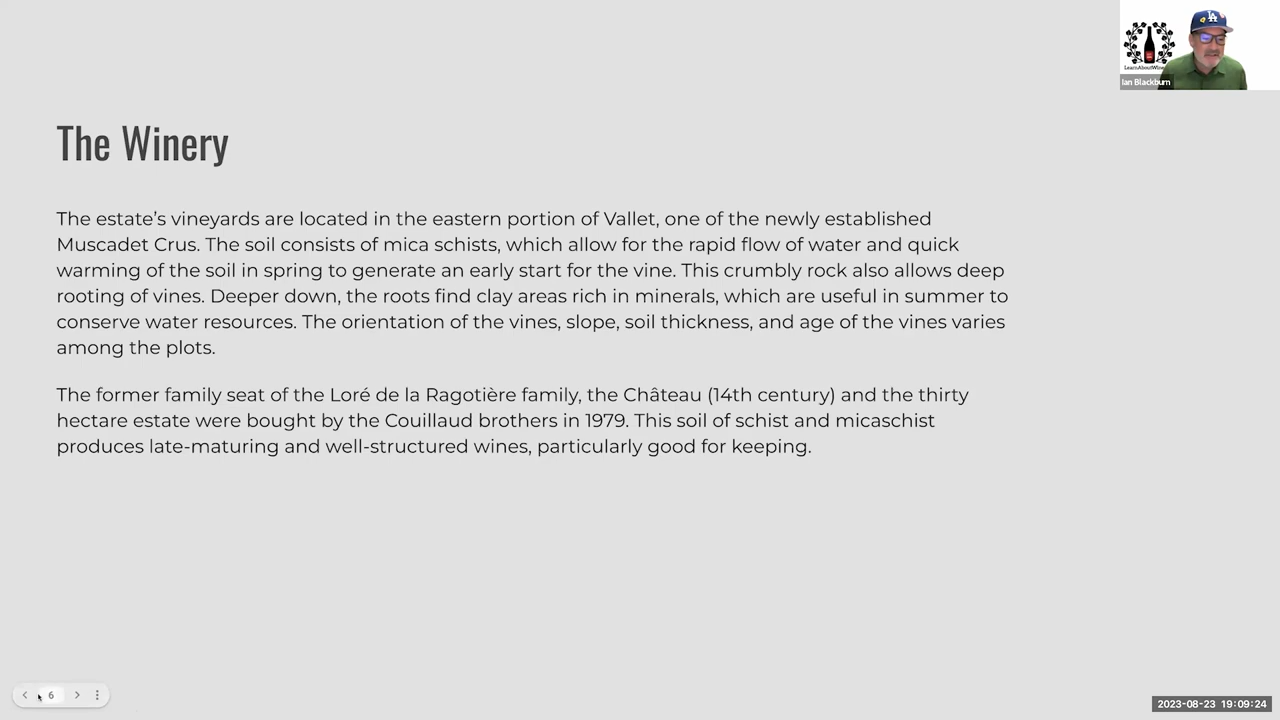 LearnAboutWine
Ian Blackburn
The Winery
The estate’s vineyards are located in the eastern portion of Vallet, one of the newly established
Muscadet Crus. The soil consists of mica schists, which allow for the rapid flow of water and quick
warming of the soil in spring to generate an early start for the vine. This crumbly rock also allows deep
rooting of vines. Deeper down, the roots find clay areas rich in minerals, which are useful in summer to
conserve water resources. The orientation of the vines, slope, soil thickness, and age of the vines varies
among the plots.
The former family seat of the Loré de la Ragotière family, the Château (14th century) and the thirty
hectare estate were bought by the Couillaud brothers in 1979. This soil of schist and micaschist
produces late-maturing and well-structured wines, particularly good for keeping.
6
2023-08-23 19:09:24